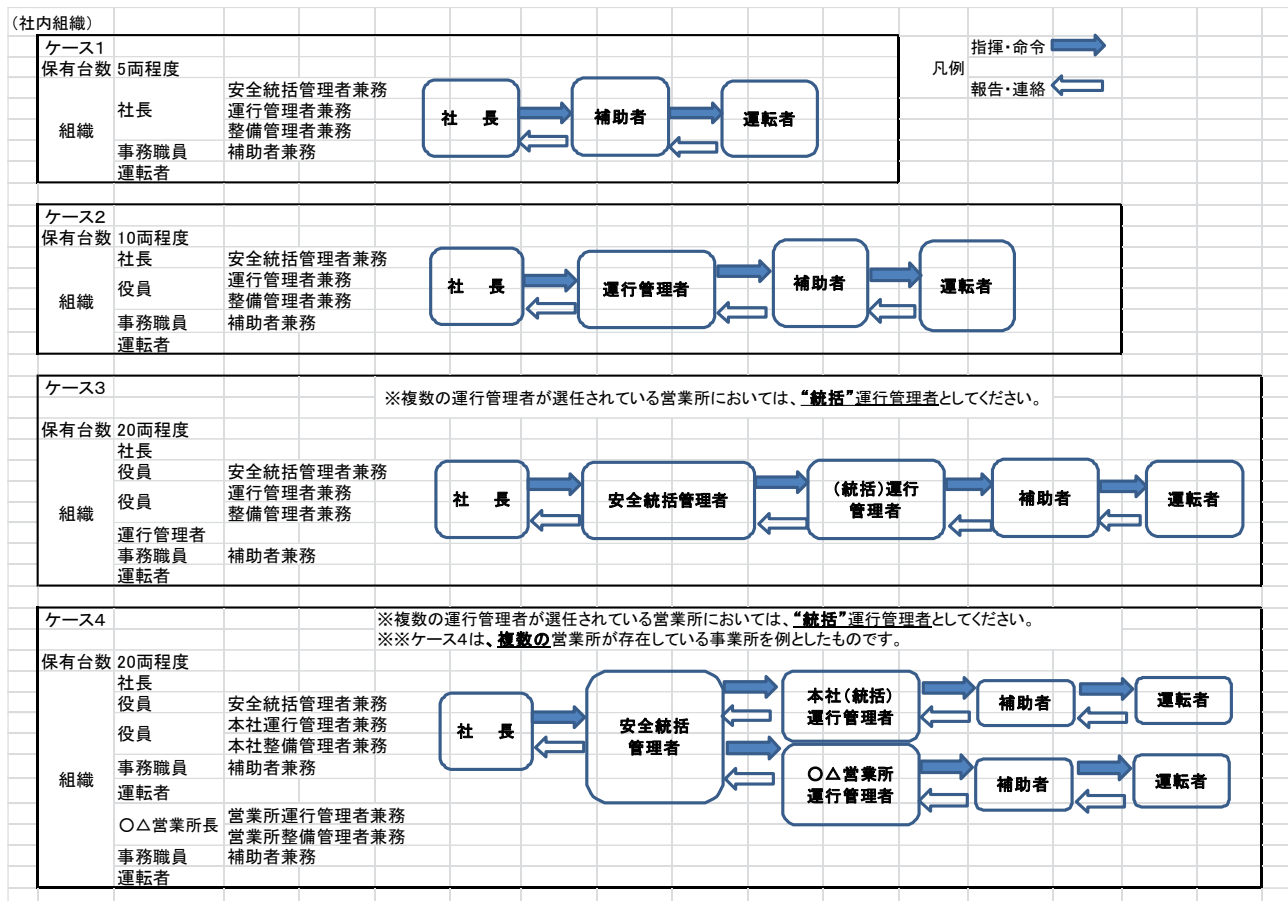 (社内組織)
ケース1
保有台数 5両程度
組織
社長
安全統括管理者兼務
運行管理者兼務
整備管理者兼務
事務職員 補助者兼務
運転者
社　長
補助者
運転者
凡例
指揮・命令
報告・連絡
ケース2
保有台数 10両程度
組織
社長 安全統括管理者兼務
役員
運行管理者兼務
整備管理者兼務
事務職員 補助者兼務
運転者
社　長
運行管理者
補助者
運転者
ケース3
※複数の運行管理者が選任されている営業所においては、“統括”運行管理者としてください。
保有台数 20両程度
組織
社長
役員 安全統括管理者兼務
役員
運行管理者兼務
整備管理者兼務
運行管理者
事務職員 補助者兼務
運転者
社　長
安全統括管理者
(統括)運行
管理者
補助者
運転者
ケース4
※複数の運行管理者が選任されている営業所においては、“統括”運行管理者としてください。
※※ケース4は、複数の営業所が存在している事業所を例としたものです。
保有台数 20両程度
組織
社長
役員 安全統括管理者兼務
役員
本社運行管理者兼務
本社整備管理者兼務
事務職員 補助者兼務
運転者
○△営業所長
営業所運行管理者兼務
営業所整備管理者兼務
事務職員 補助者兼務
運転者
社　長
安全統括
管理者
本社(統括)
運行管理者
補助者
運転者
○△営業所
運行管理者
補助者
運転者